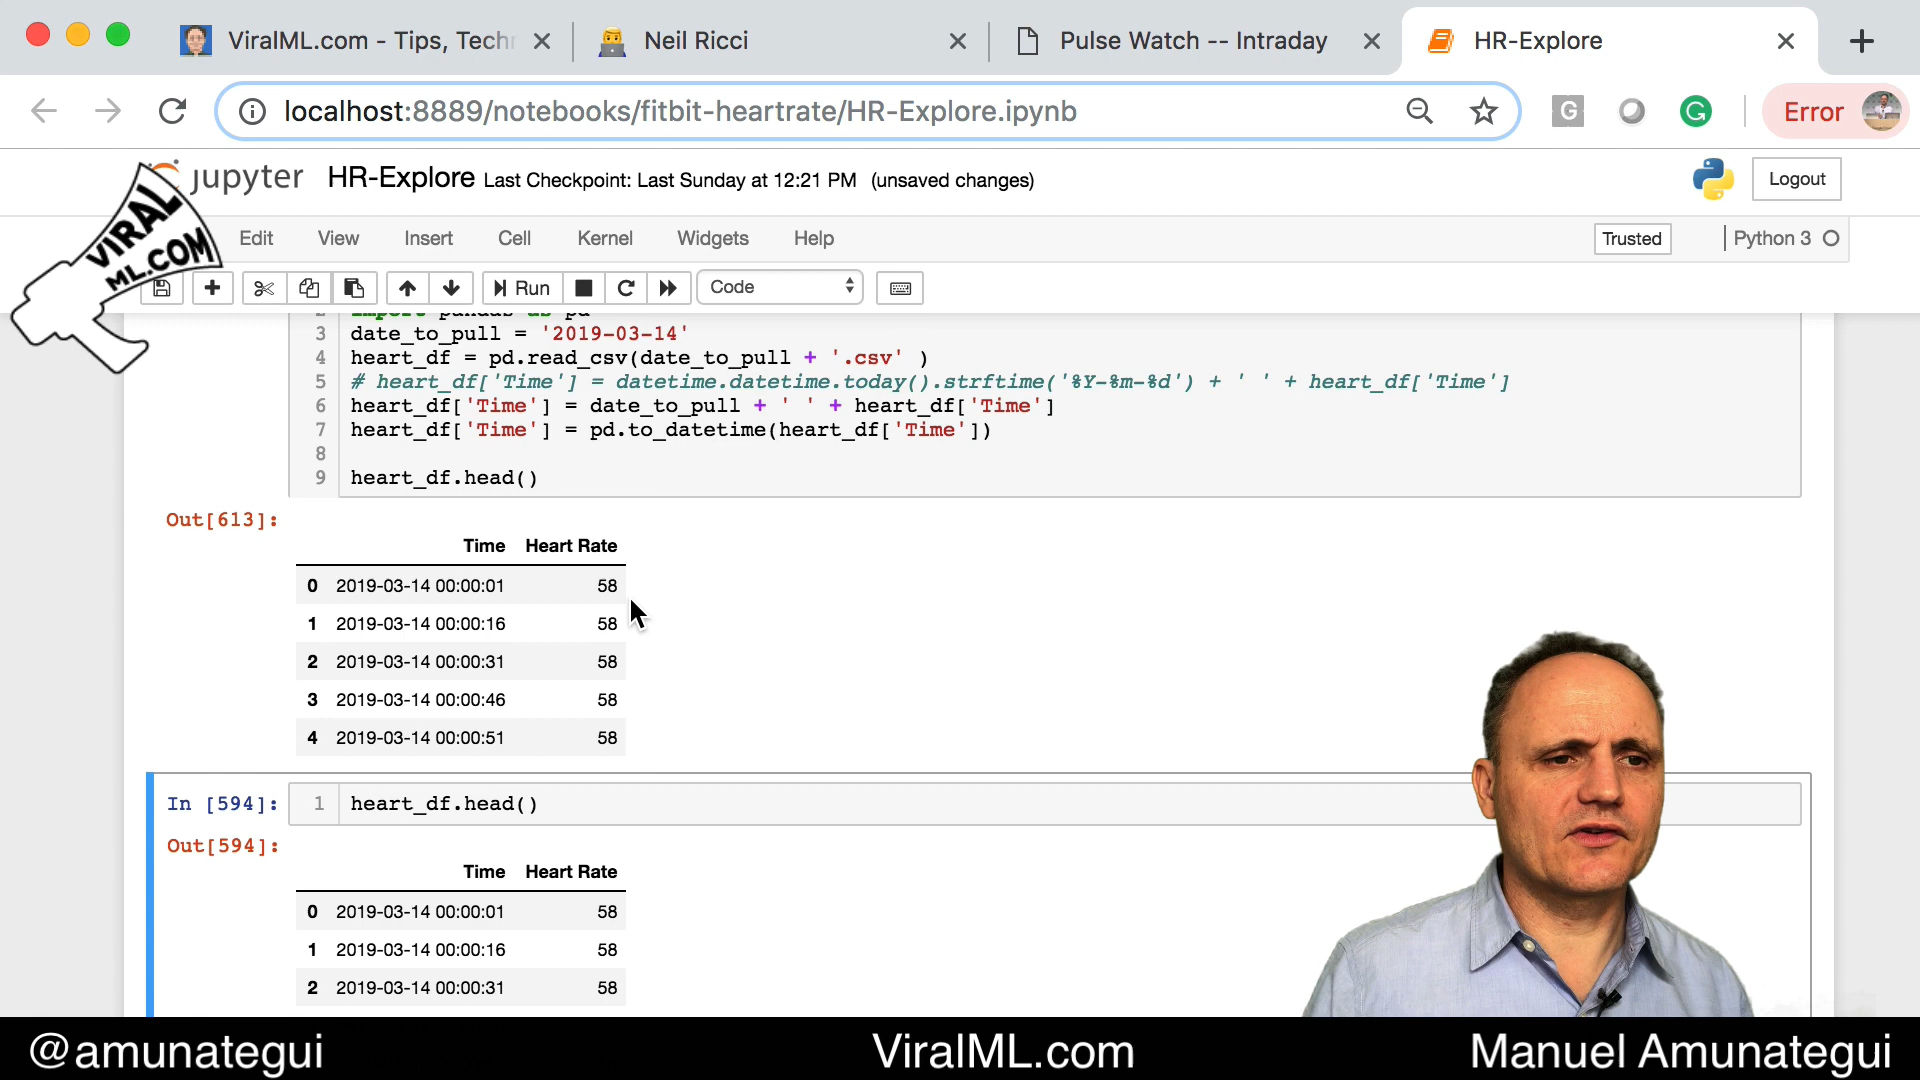 ViralML.com - Tips, Techn
Neil Ricci
Pulse Watch -- Intraday
HR-Explore
localhost:8889/notebooks/fitbit-heartrate/HR-Explore.ipynb
G
G
Error
VIRAL
ML.COM
jupyter
HR-Explore Last Checkpoint: Last Sunday at 12:21 PM (unsaved changes)
Logout
Edit View Insert Cell Kernel Widgets Help
Trusted
Python 3
Run
Code
2 import pandas as pd
3 date_to_pull = '2019-03-14'
4 heart_df = pd.read_csv(date_to_pull + '.csv' )
5 # heart_df['Time'] = datetime.datetime.today().strftime('%Y-%m-%d') + ' ' + heart_df['Time']
6 heart_df['Time'] = date_to_pull + ' ' + heart_df['Time']
7 heart_df['Time'] = pd.to_datetime(heart_df['Time'])
8
9 heart_df.head()
Out[613]:
Time Heart Rate
0 2019-03-14 00:00:01 58
1 2019-03-14 00:00:16 58
2 2019-03-14 00:00:31 58
3 2019-03-14 00:00:46 58
4 2019-03-14 00:00:51 58
In [594]: 1 heart_df.head()
Out[594]:
Time Heart Rate
0 2019-03-14 00:00:01 58
1 2019-03-14 00:00:16 58
2 2019-03-14 00:00:31 58
@amunategui
ViralML.com
Manuel Amunategui